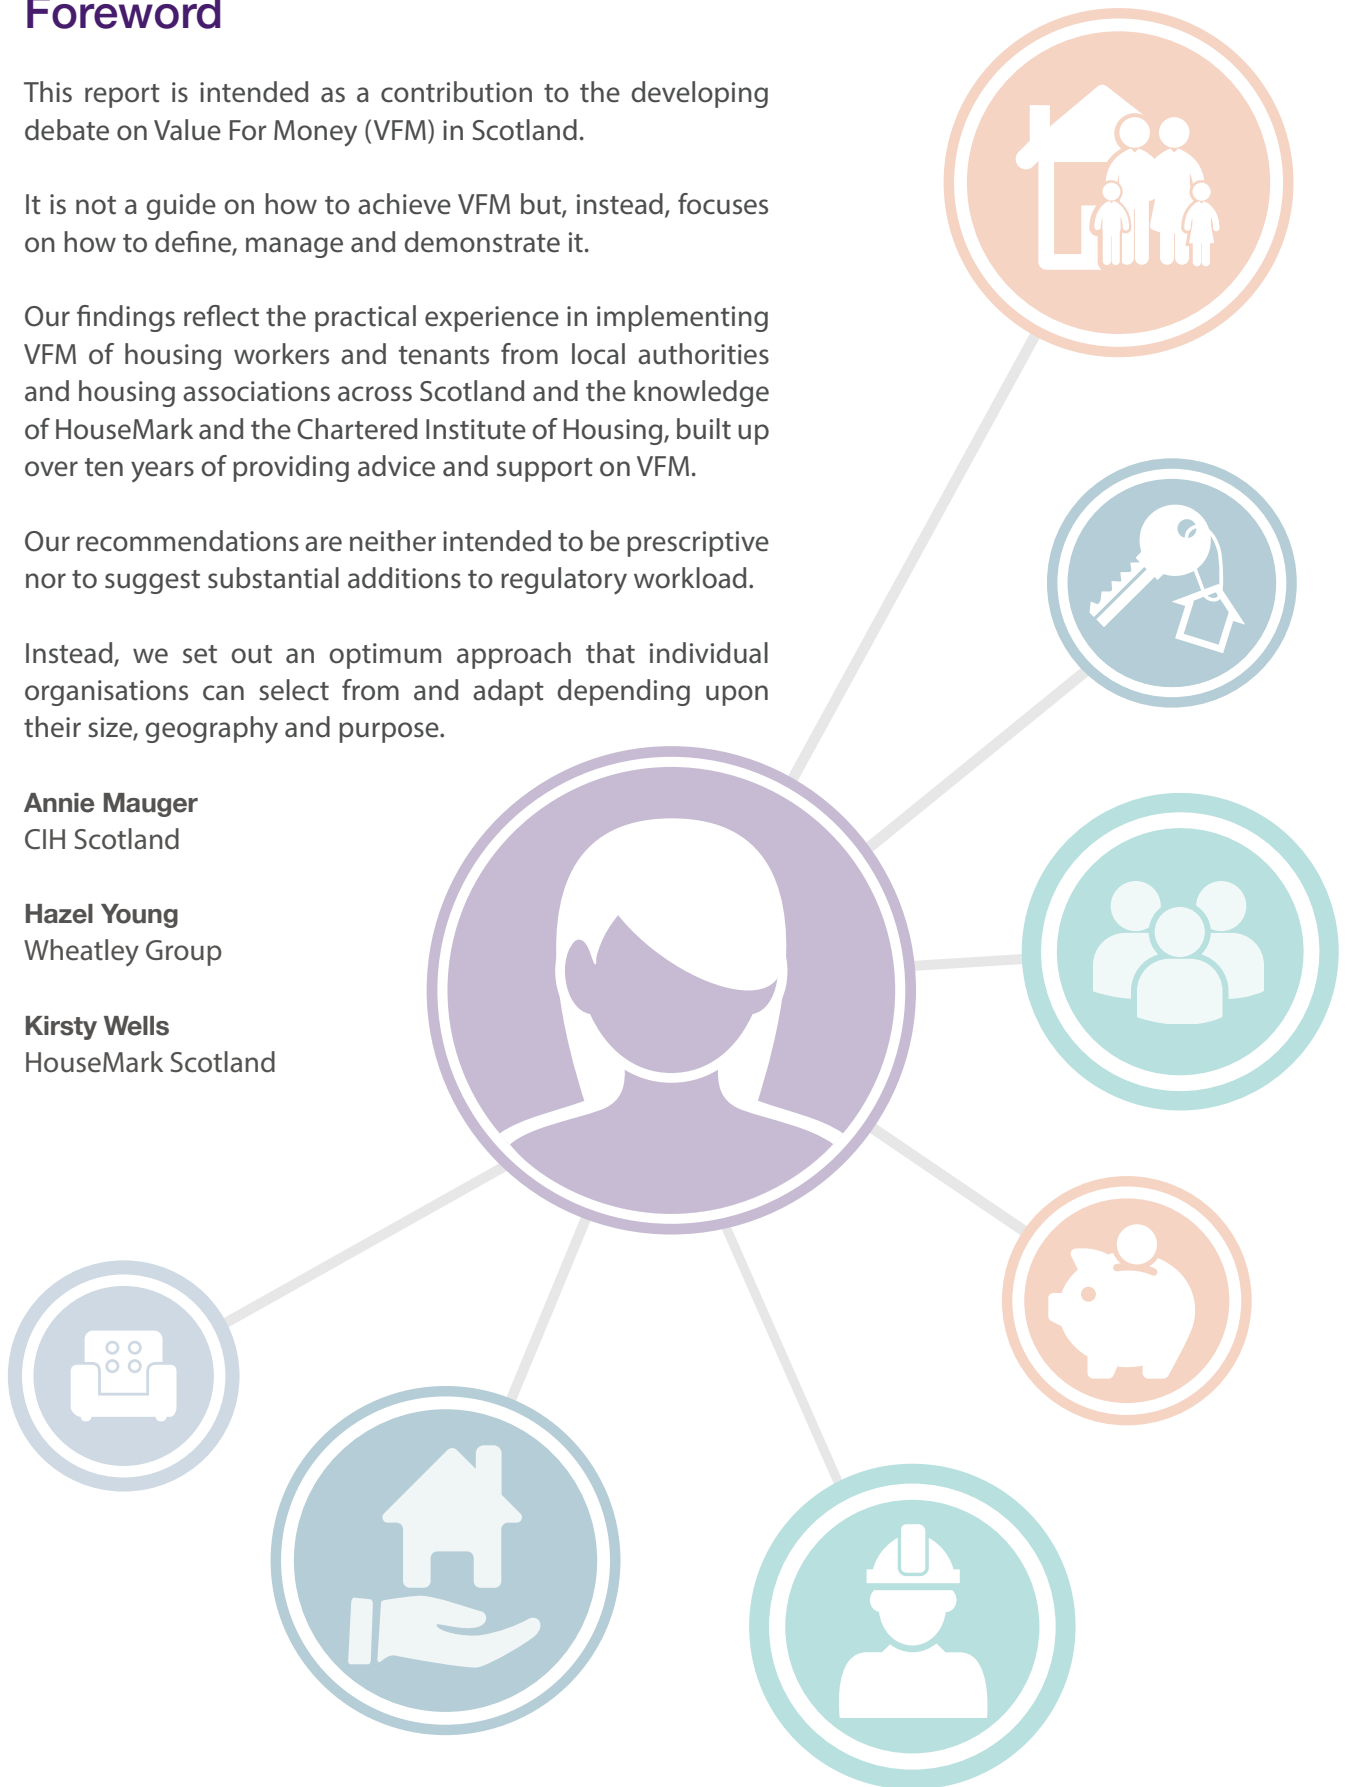 Foreword
This report is intended as a contribution to the developing
debate on Value For Money (VFM) in Scotland.
It is not a guide on how to achieve VFM but, instead, focuses
on how to define, manage and demonstrate it.
Our findings reflect the practical experience in implementing
VFM of housing workers and tenants from local authorities
and housing associations across Scotland and the knowledge
of HouseMark and the Chartered Institute of Housing, built up
over ten years of providing advice and support on VFM.
Our recommendations are neither intended to be prescriptive
nor to suggest substantial additions to regulatory workload.
Instead, we set out an optimum approach that individual
organisations can select from and adapt depending upon
their size, geography and purpose.
Annie Mauger
CIH Scotland
Hazel Young
Wheatley Group
Kirsty Wells
HouseMark Scotland